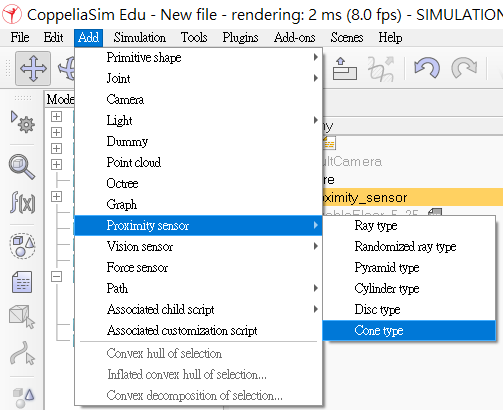 CoppeliaSim Edu - New file - rendering: 2 ms (8.0 fps) - SIMULATION
File Edit Add Simulation Tools Plugins Add-ons Scenes Help
Mode
Primitive shape
Joint
Camera
Light
Dummy
Point cloud
Octree
Graph
Proximity sensor
Vision sensor
Force sensor
Path
Associated child script
Associated customization script
Convex hull of selection
Inflated convex hull of selection...
Convex decomposition of selection...
hy
ultCamera
re
oximity_sensor
Ray type
Randomized ray type
Pyramid type
Cylinder type
Disc type
Cone type
f(x)